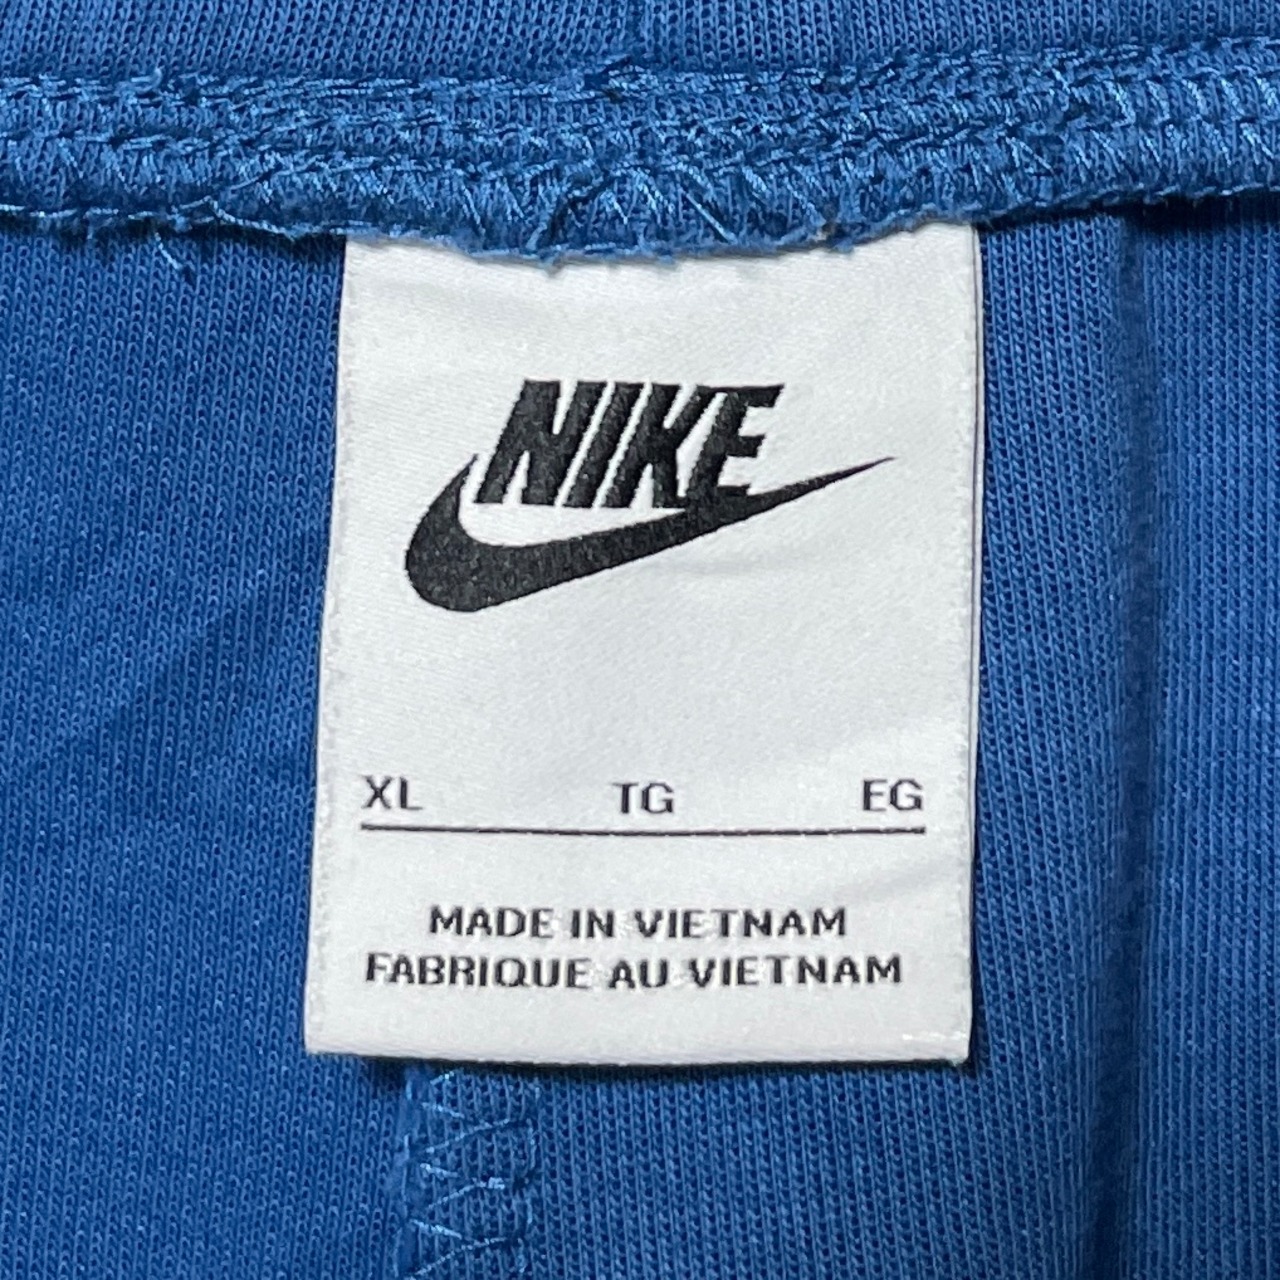 NIKE
XL TG EG
MADE IN VIETNAM
FABRIQUE AU VIETNAM